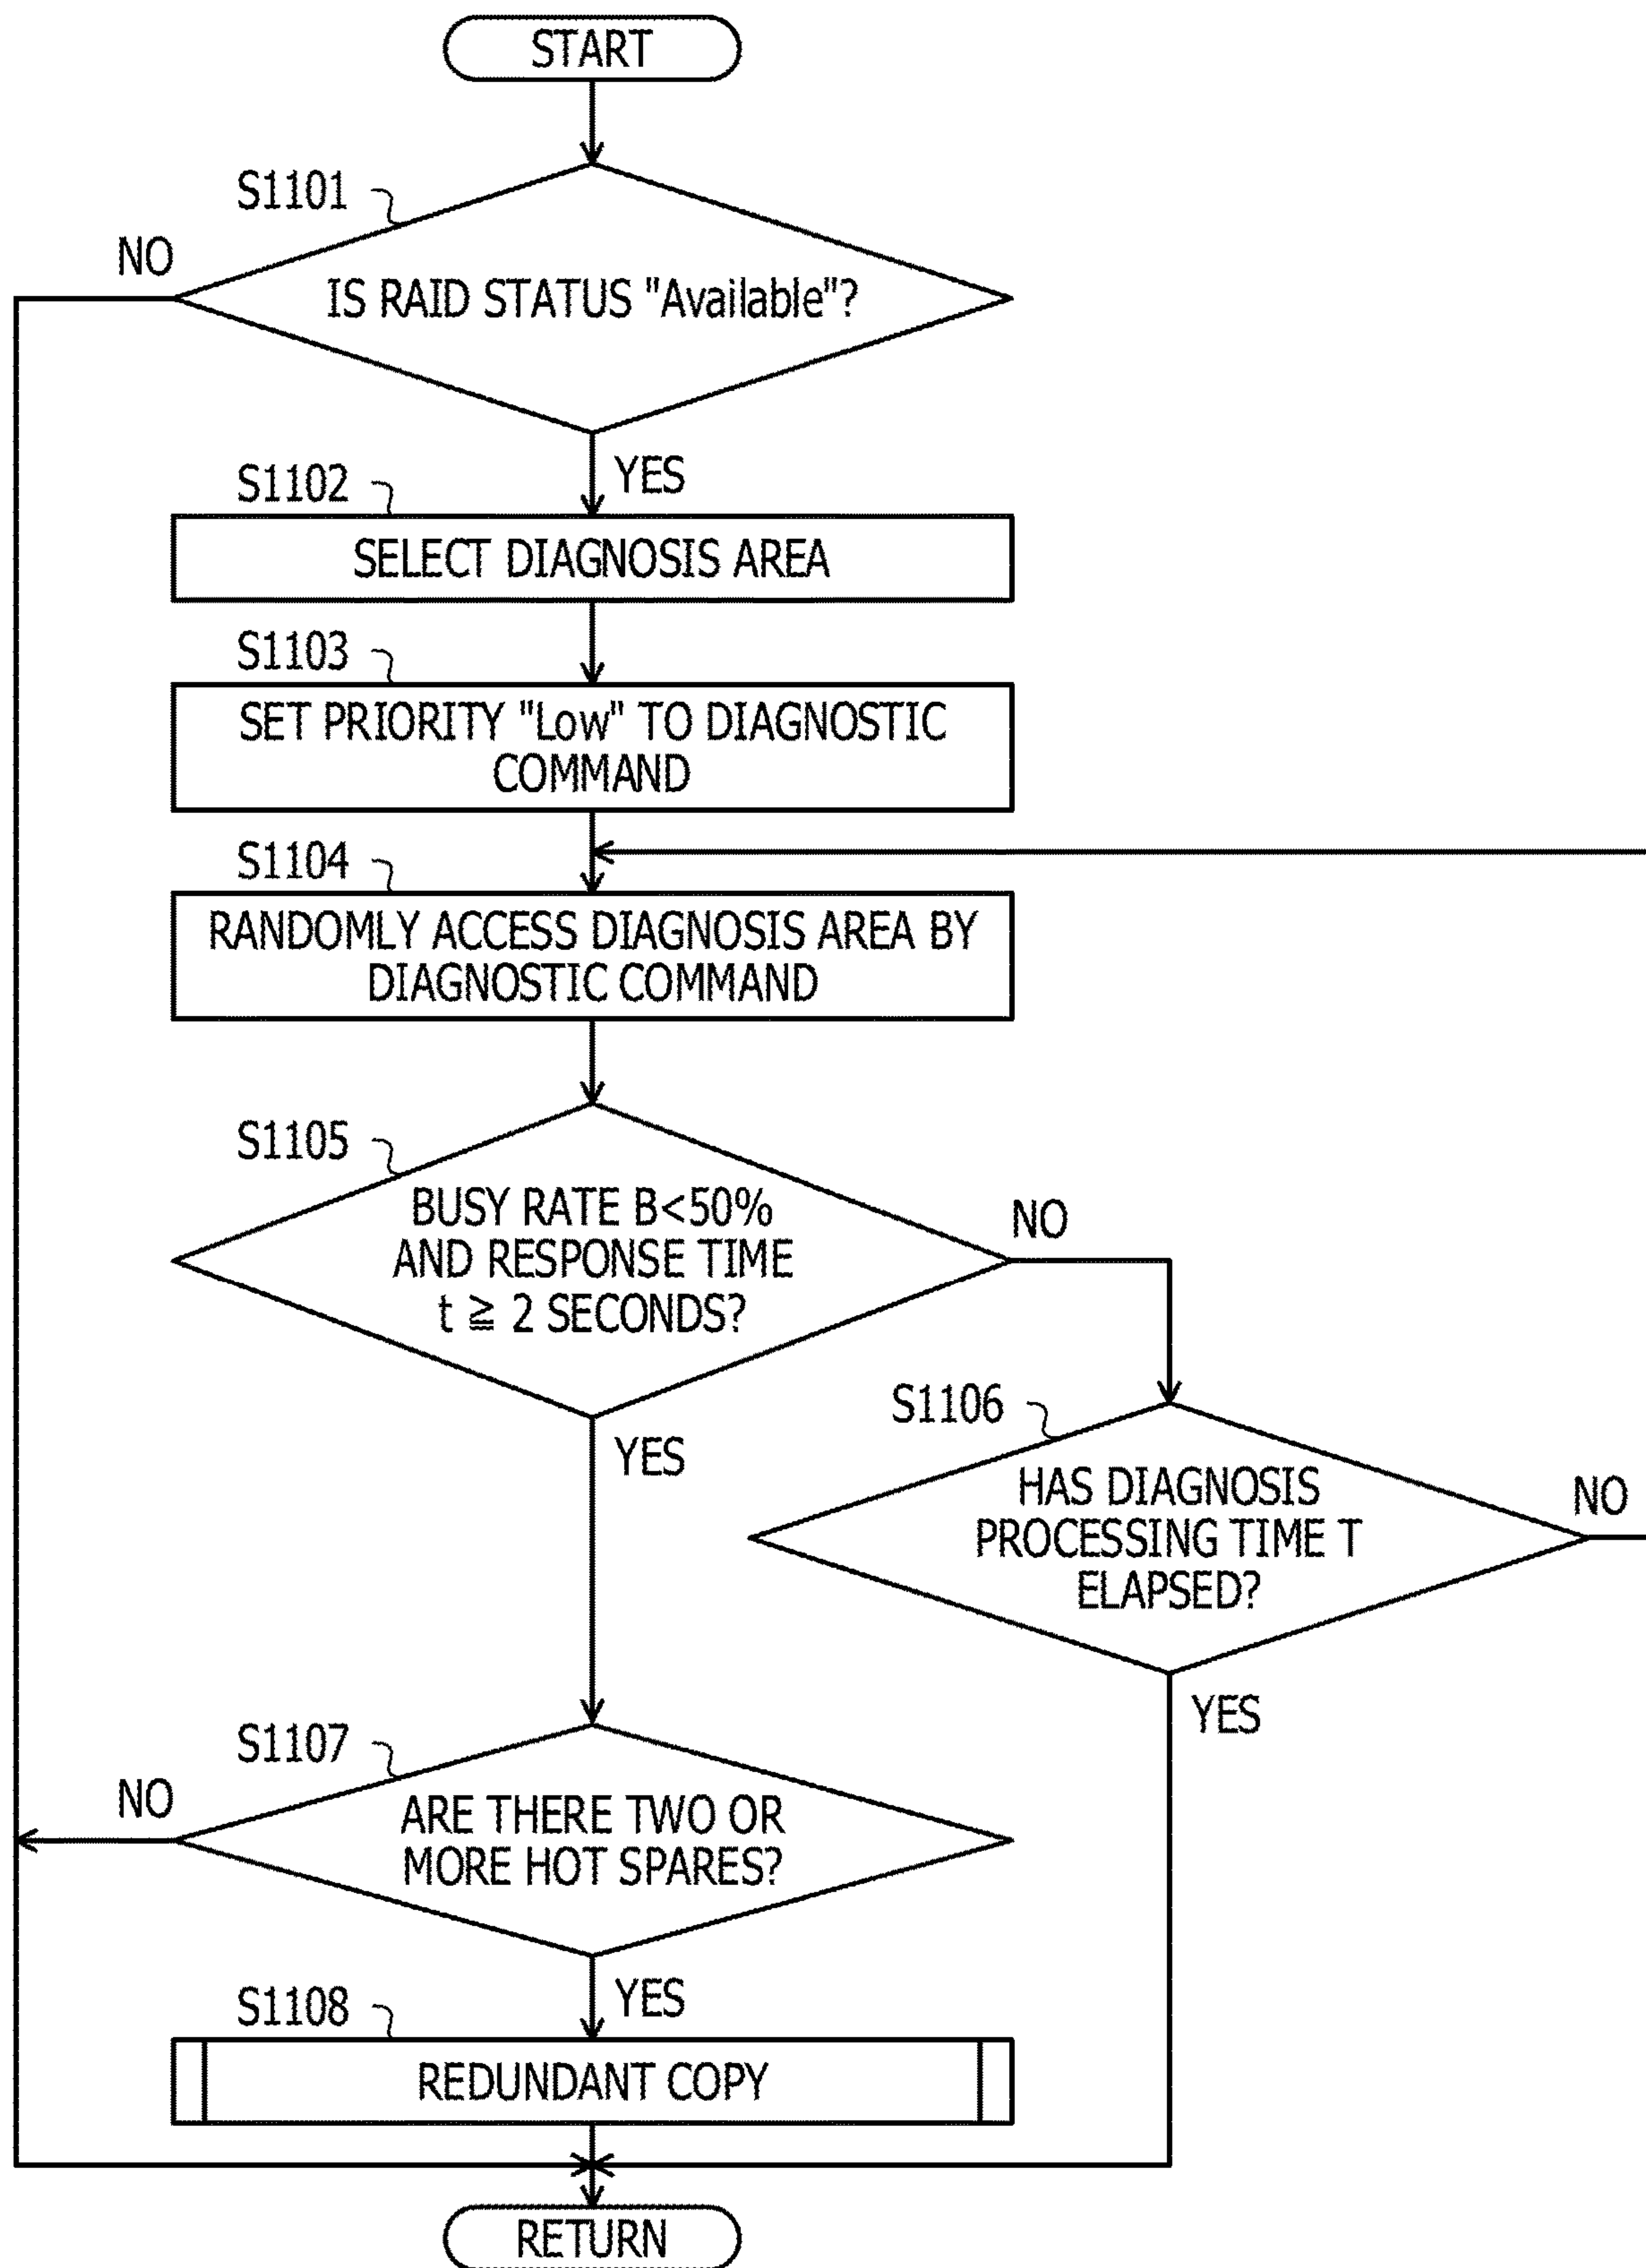 START
S1101
NO
IS RAID STATUS "Available"?
YES
S1102
SELECT DIAGNOSIS AREA
S1103
SET PRIORITY "Low" TO DIAGNOSTIC
COMMAND
S1104
RANDOMLY ACCESS DIAGNOSIS AREA BY
DIAGNOSTIC COMMAND
S1105
BUSY RATE B<50%
AND RESPONSE TIME
t ≧ 2 SECONDS?
NO
YES
S1106
HAS DIAGNOSIS
PROCESSING TIME T
ELAPSED?
NO
YES
S1107
NO
ARE THERE TWO OR
MORE HOT SPARES?
YES
S1108
REDUNDANT COPY
RETURN